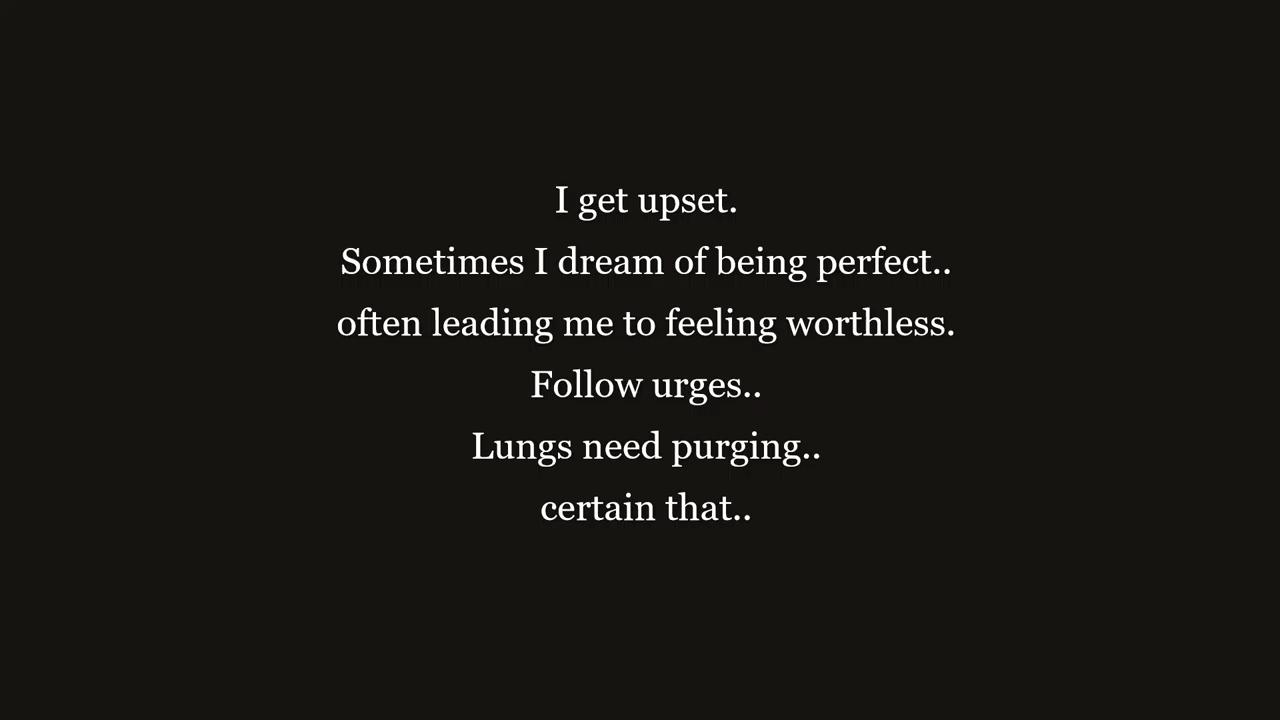 I get upset.
Sometimes I dream of being perfect..
often leading me to feeling worthless.
Follow urges..
Lungs need purging..
certain that..